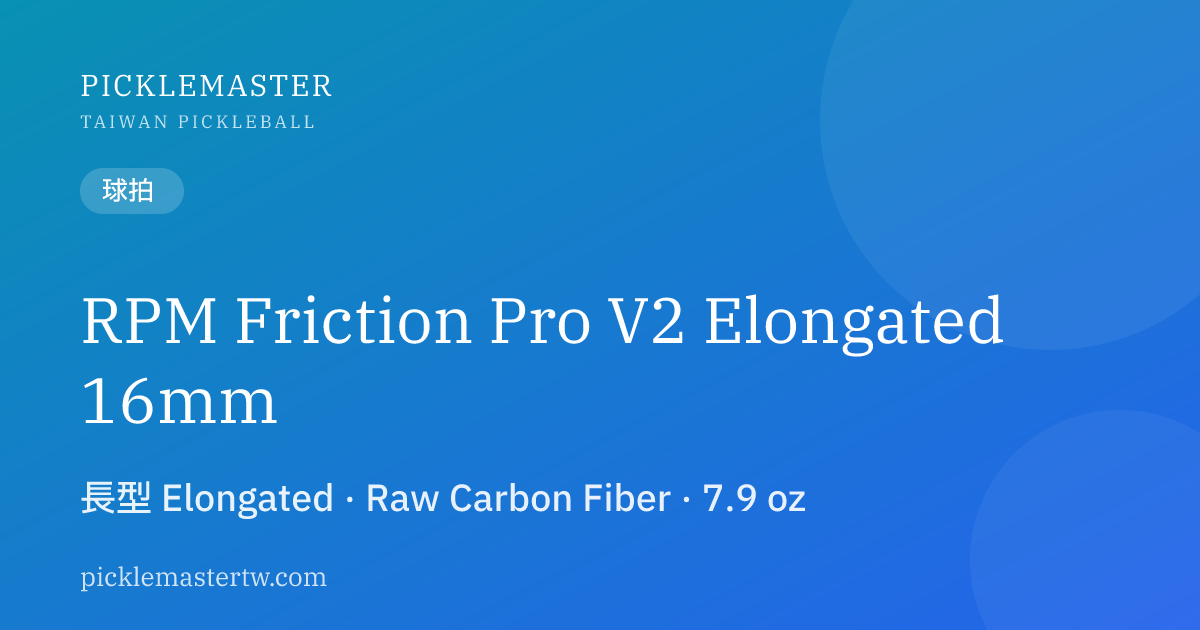 PICKLEMASTER
TAIWAN PICKLEBALL
球拍
RPM Friction Pro V2 Elongated
16mm
長型 Elongated · Raw Carbon Fiber · 7.9 oz
picklemastertw.com